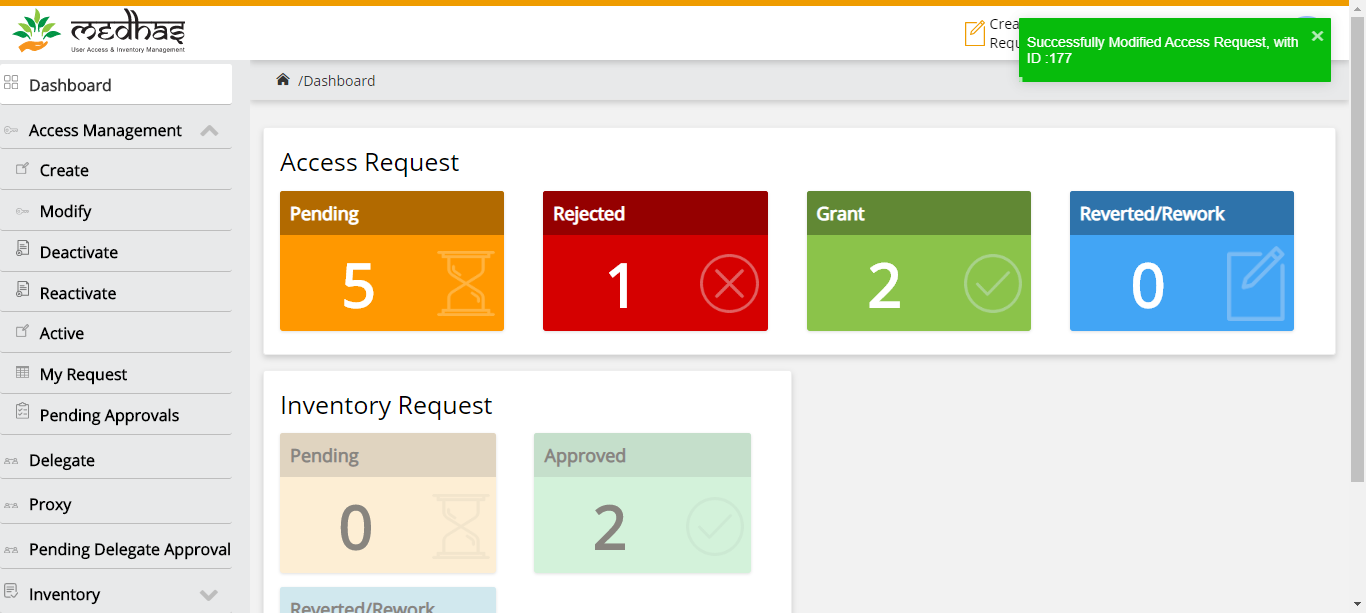 medhas
User Access & Inventory Management
Successfully Modified Access Request, with
ID :177
Dashboard
/Dashboard
Access Management
Create
Modify
Deactivate
Reactivate
Active
My Request
Pending Approvals
Delegate
Proxy
Pending Delegate Approval
Inventory
Access Request
Pending
5
Rejected
1
Grant
2
Reverted/Rework
0
Inventory Request
Pending
0
Approved
2
Reverted/Rework